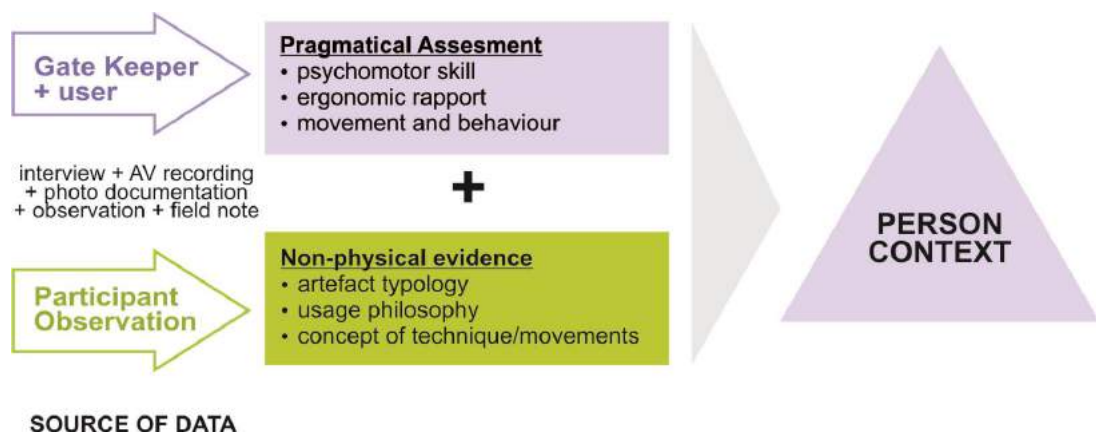 Gate Keeper
+ user
Pragmatical Assesment
• psychomotor skill
• ergonomic rapport
• movement and behaviour
interview + AV recording
+ photo documentation
+ observation + field note
+
Participant
Observation
Non-physical evidence
• artefact typology
• usage philosophy
• concept of technique/movements
PERSON
CONTEXT
SOURCE OF DATA